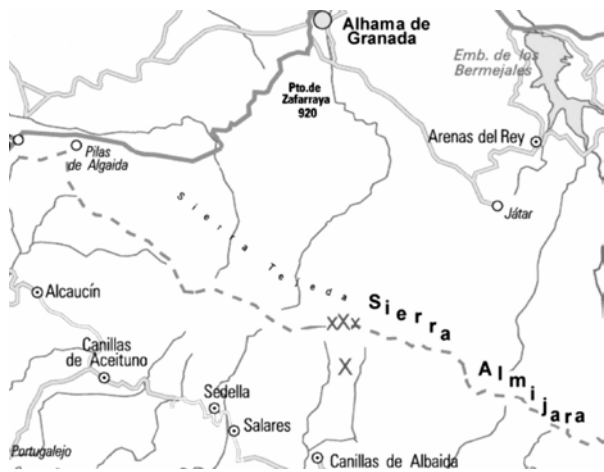 Alhama de
Granada
Emb. de los
Bermejales
Pto. de
Zafarraya
920
Arenas del Rey
Pilas
de Algaida
Játar
Sierra Tejeda
Sierra
Almijara
Alcaucín
Canillas
de Aceituno
Sedella
Salares
Portugalejo
Canillas de Albaida
XXX
X